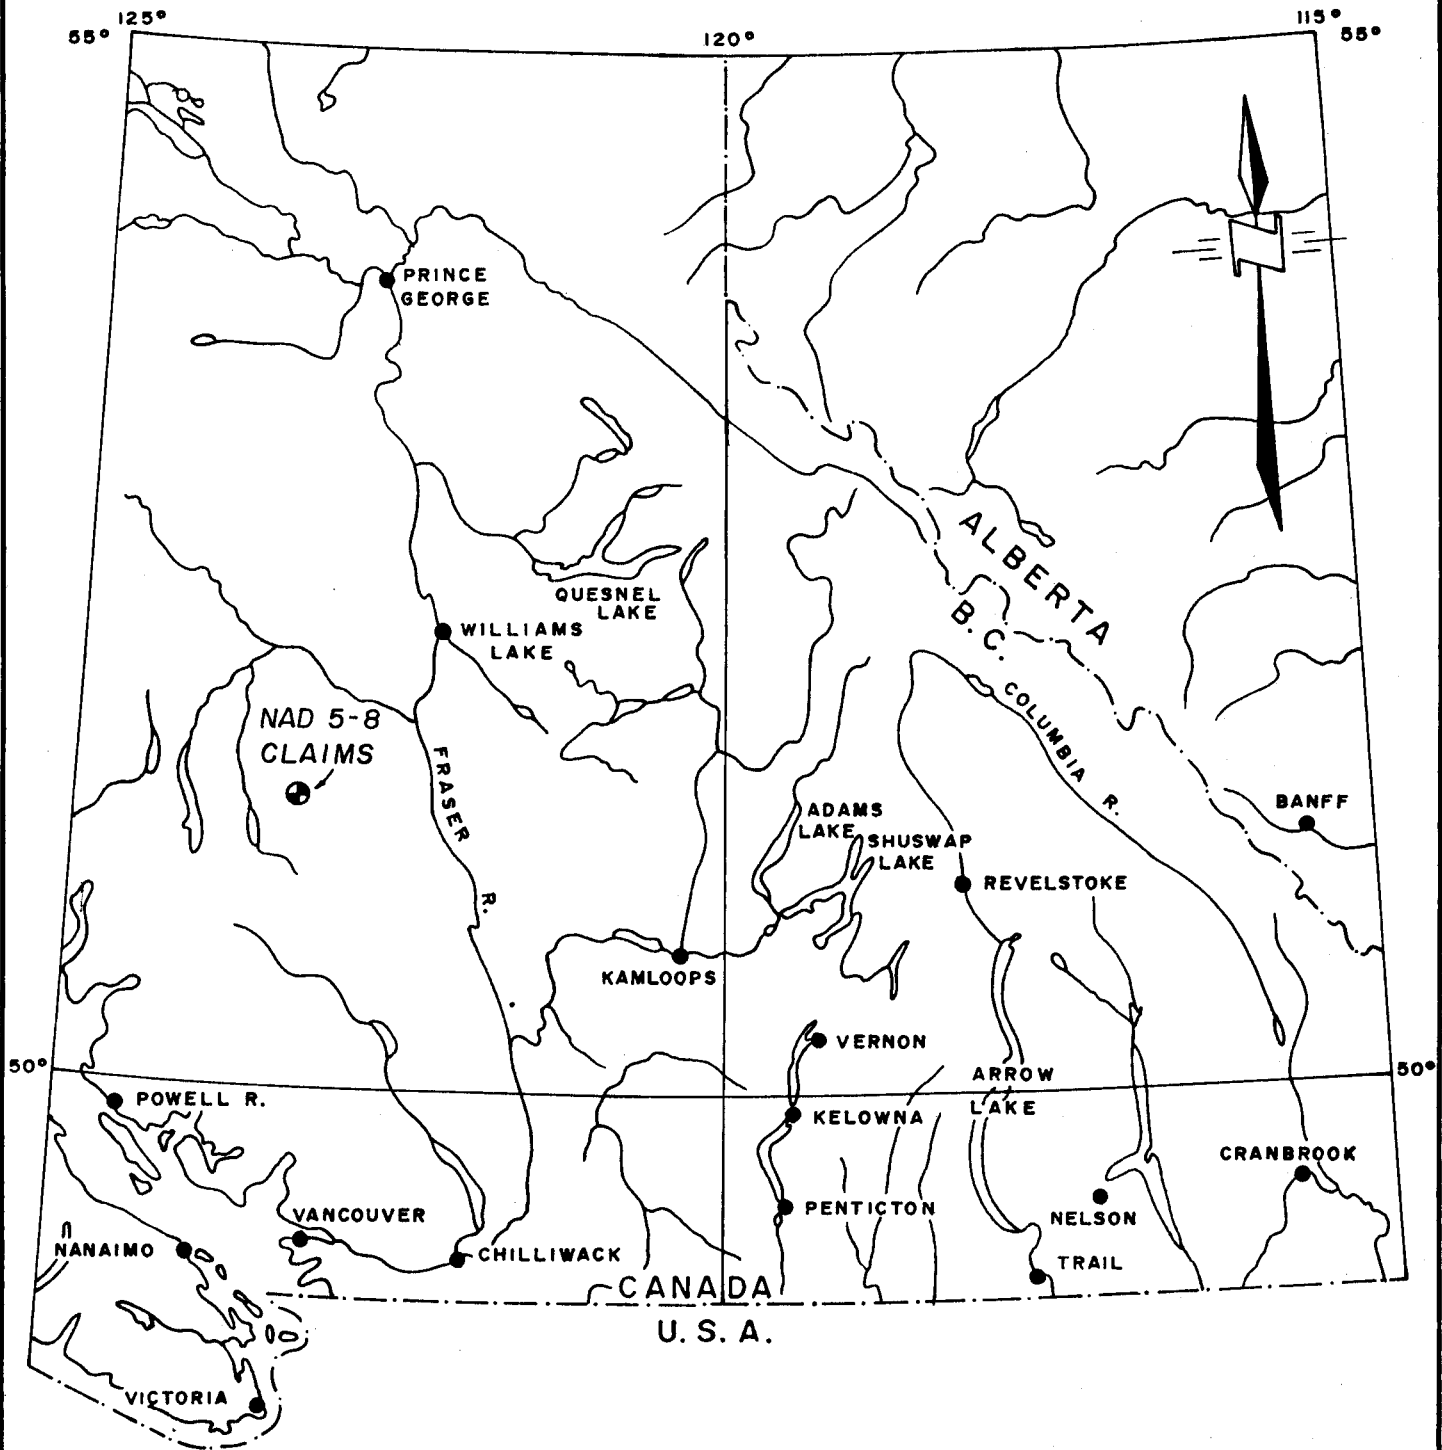 125°
115°
55°
120°
55°
PRINCE
GEORGE
ALBERTA
B.C.
QUESNEL
LAKE
WILLIAMS
LAKE
COLUMBIA R.
NAD 5-8
CLAIMS
FRASER R.
BANFF
ADAMS
LAKE
SHUSWAP
LAKE
REVELSTOKE
KAMLOOPS
VERNON
50°
ARROW
LAKE
50°
POWELL R.
KELOWNA
CRANBROOK
VANCOUVER
PENTICTON
NELSON
NANAIMO
CHILLIWACK
TRAIL
CANADA
U.S.A.
VICTORIA